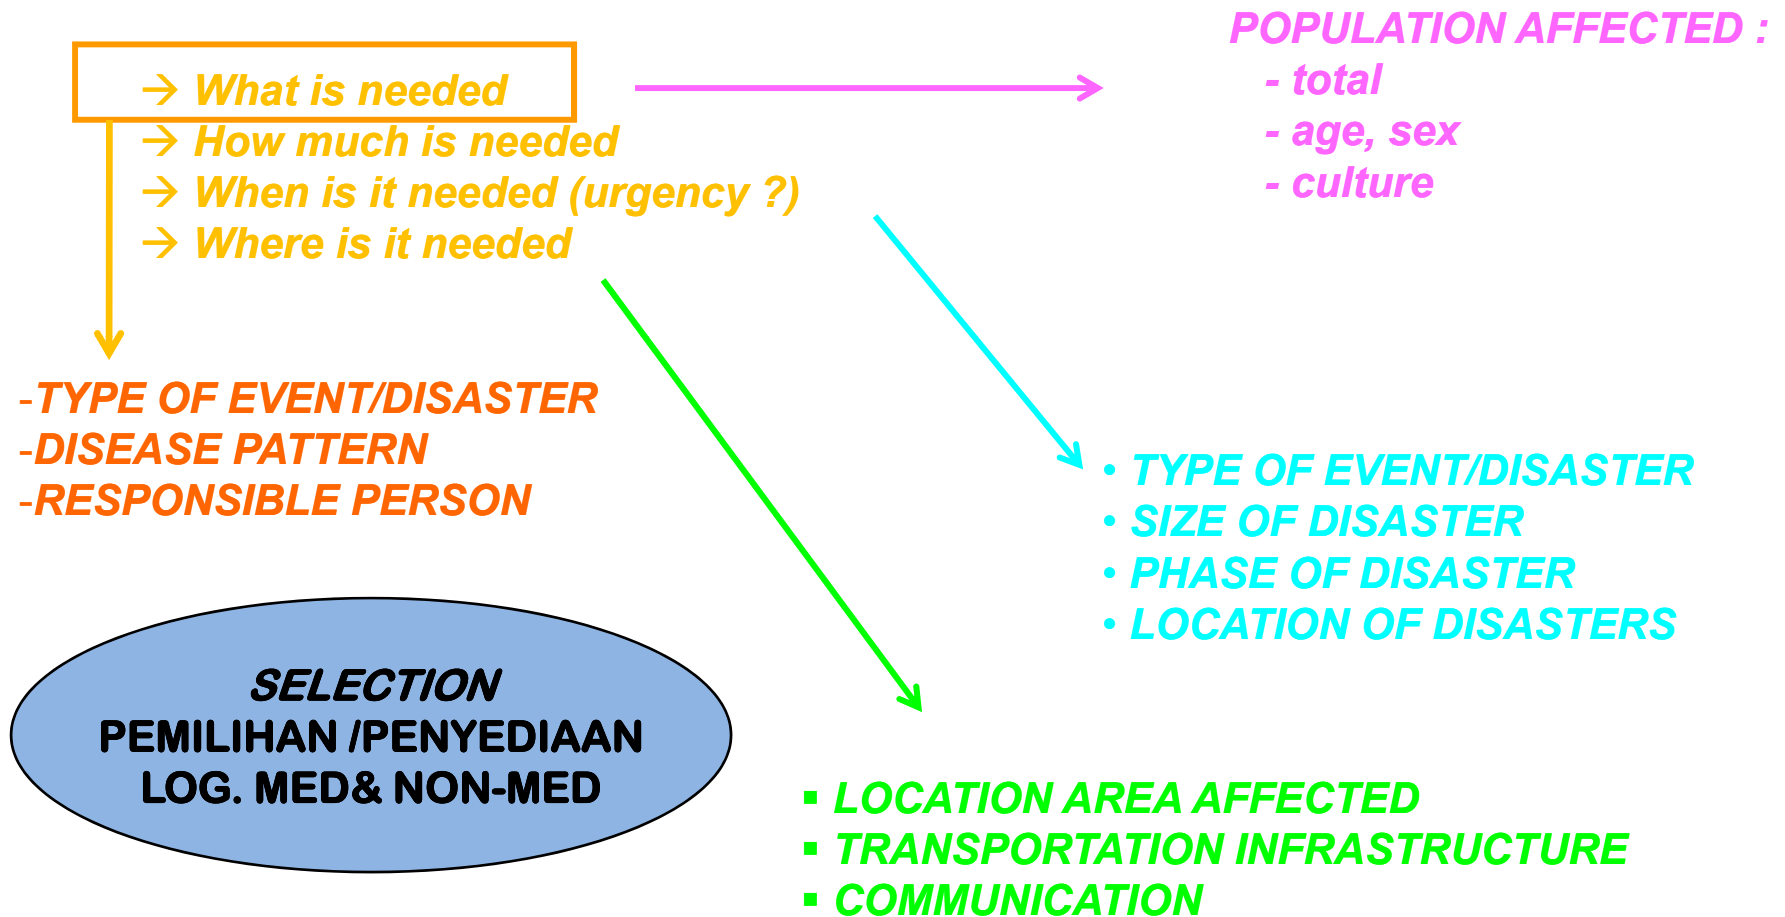 → What is needed
→ How much is needed
→ When is it needed (urgency ?)
→ Where is it needed
POPULATION AFFECTED :
- total
- age, sex
- culture
-TYPE OF EVENT/DISASTER
-DISEASE PATTERN
-RESPONSIBLE PERSON
• TYPE OF EVENT/DISASTER
• SIZE OF DISASTER
• PHASE OF DISASTER
• LOCATION OF DISASTERS
SELECTION
PEMILIHAN /PENYEDIAAN
LOG. MED& NON-MED
▪ LOCATION AREA AFFECTED
▪ TRANSPORTATION INFRASTRUCTURE
▪ COMMUNICATION